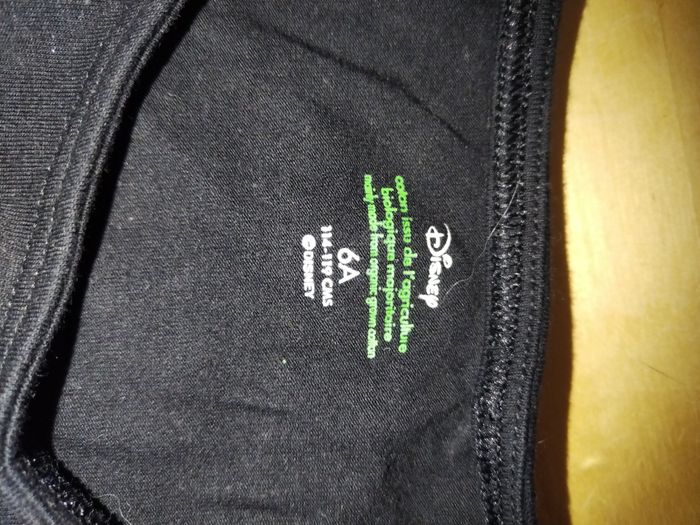 Disney
coton issu de l'agriculture
biologique majoritaire
mainly made from organic grown cotton
6A
114-119 CMS
©DISNEY